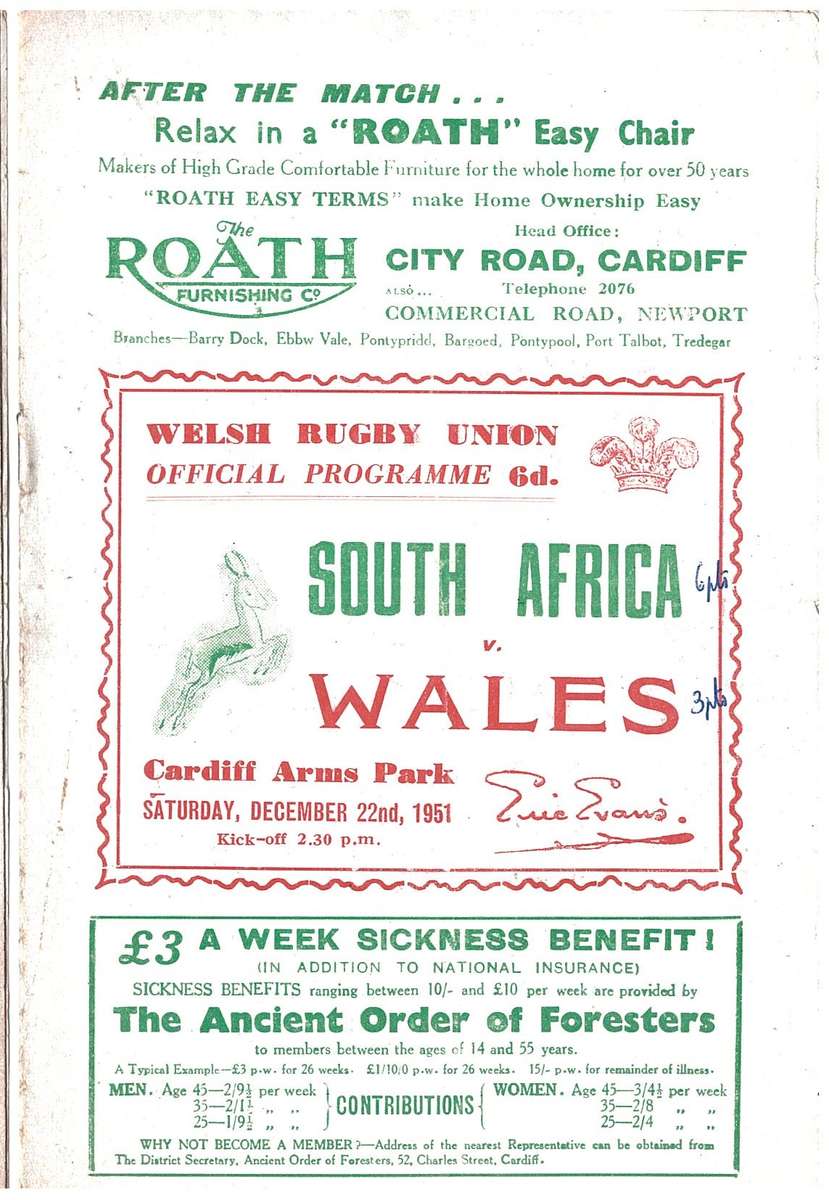 AFTER THE MATCH . . .
Relax in a "ROATH" Easy Chair
Makers of High Grade Comfortable Furniture for the whole home for over 50 years
"ROATH EASY TERMS" make Home Ownership Easy
The
ROATH
FURNISHING Cº
Head Office:
CITY ROAD, CARDIFF
ALSO... Telephone 2076
COMMERCIAL ROAD, NEWPORT
Branches—Barry Dock, Ebbw Vale, Pontypridd, Bargoed, Pontypool, Port Talbot, Tredegar
WELSH RUGBY UNION
OFFICIAL PROGRAMME 6d.
SOUTH AFRICA 6pts
v.
WALES 3pts
Cardiff Arms Park
SATURDAY, DECEMBER 22nd, 1951
Kick-off 2.30 p.m.
Eric Evans.
£3 A WEEK SICKNESS BENEFIT!
(IN ADDITION TO NATIONAL INSURANCE)
SICKNESS BENEFITS ranging between 10/- and £10 per week are provided by
The Ancient Order of Foresters
to members between the ages of 14 and 55 years.
A Typical Example—£3 p.w. for 26 weeks. £1/10/0 p.w. for 26 weeks. 15/- p.w. for remainder of illness.
MEN. Age 45—2/9½ per week
35—2/1½ „ „
25—1/9½ „ „
CONTRIBUTIONS
WOMEN. Age 45—3/4½ per week
35—2/8 „ „
25—2/4 „ „
WHY NOT BECOME A MEMBER?—Address of the nearest Representative can be obtained from
The District Secretary, Ancient Order of Foresters, 52, Charles Street, Cardiff.